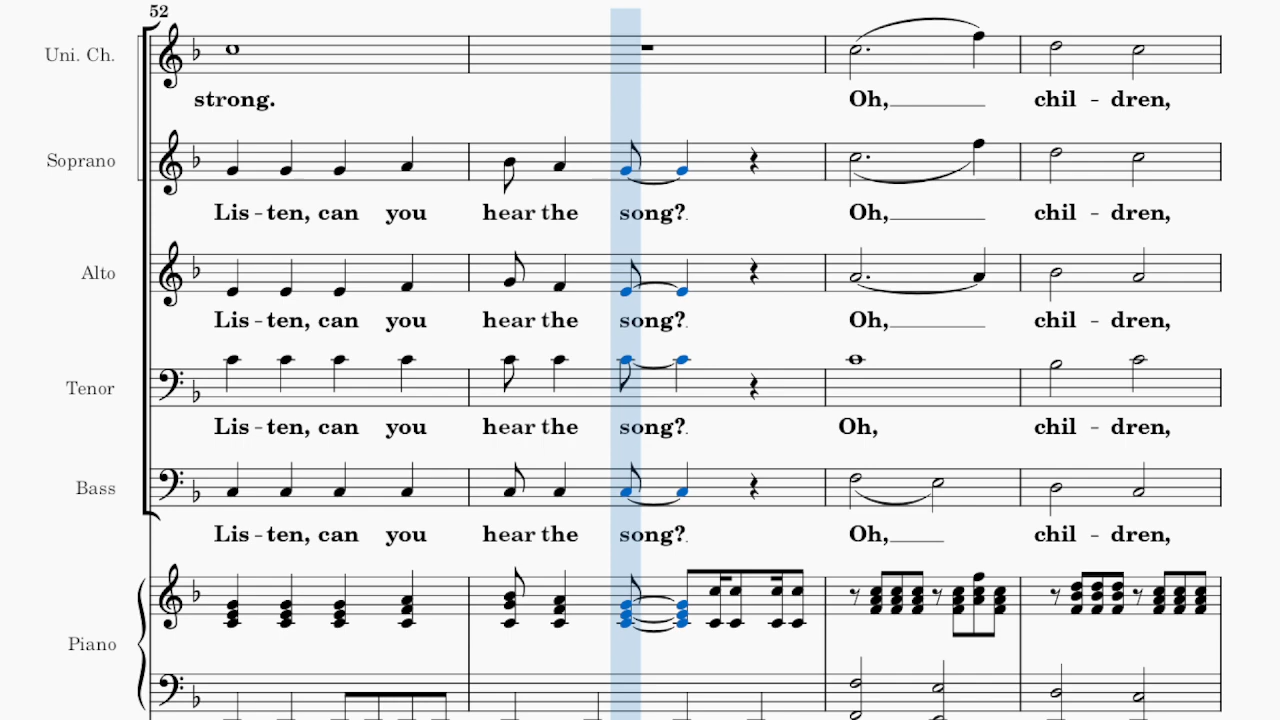 52
Uni. Ch.
strong. Oh, chil - dren,
Soprano
Lis - ten, can you hear the song? Oh, chil - dren,
Alto
Lis - ten, can you hear the song? Oh, chil - dren,
Tenor
Lis - ten, can you hear the song? Oh, chil - dren,
Bass
Lis - ten, can you hear the song? Oh, chil - dren,
Piano